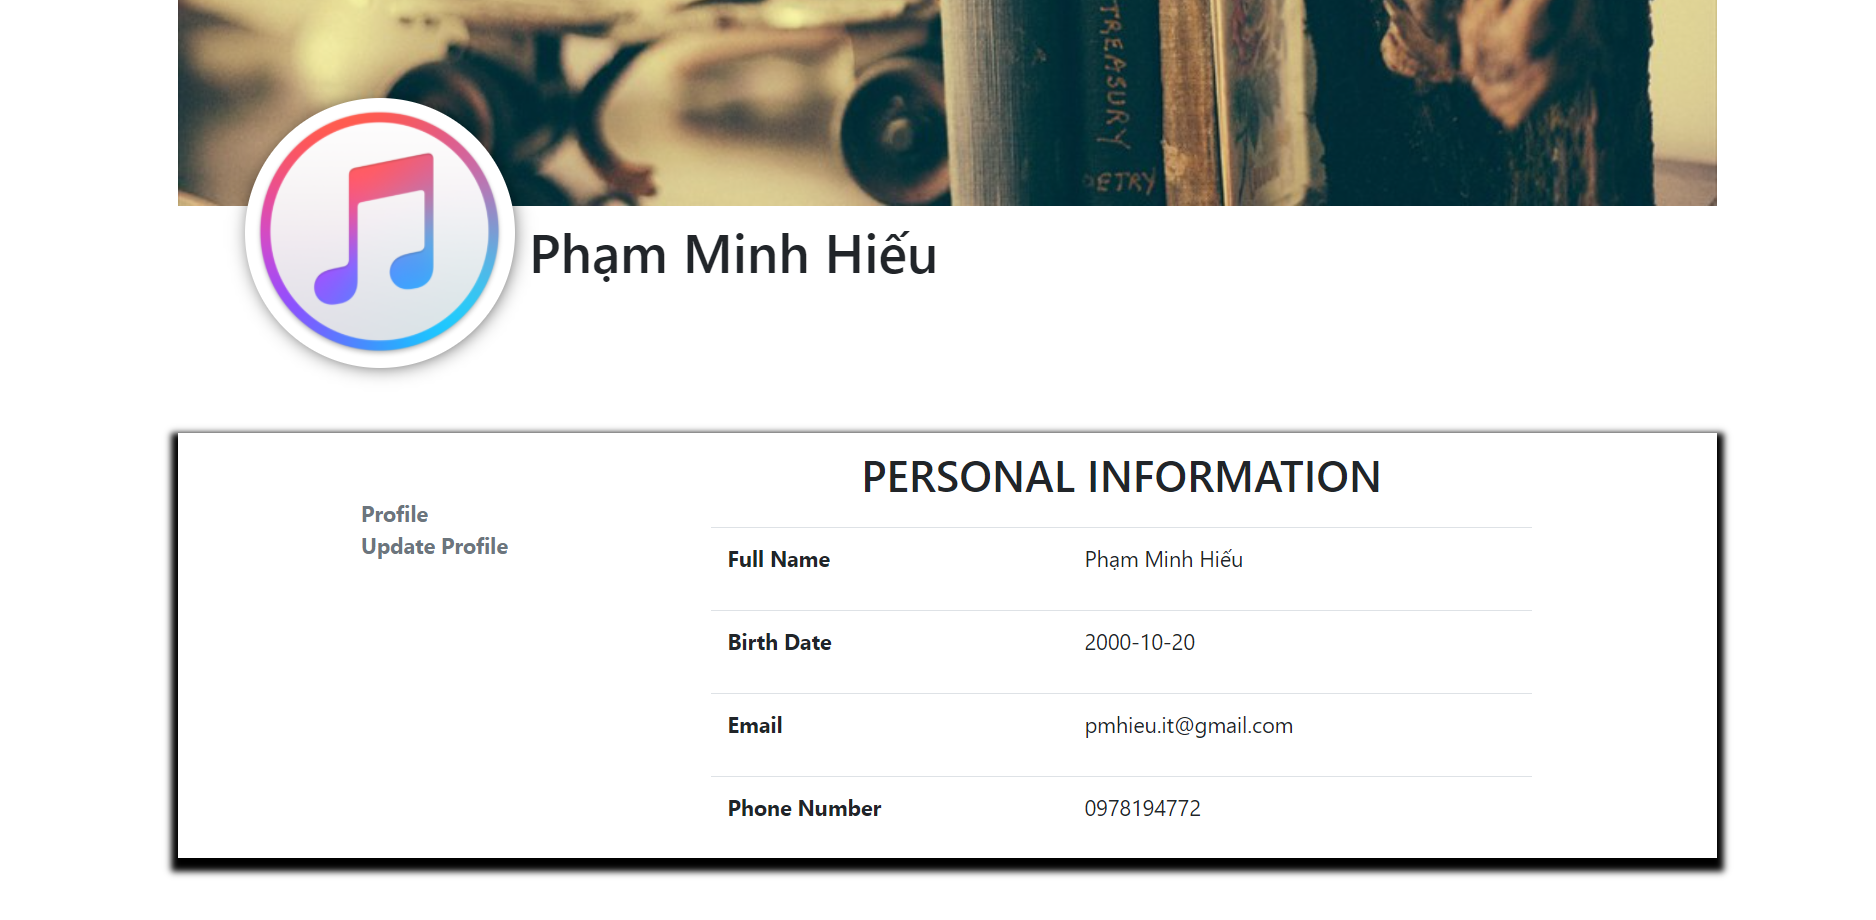 TREASURY
POETRY
Phạm Minh Hiếu
PERSONAL INFORMATION
Profile
Update Profile
Full Name Phạm Minh Hiếu
Birth Date 2000-10-20
Email pmhieu.it@gmail.com
Phone Number 0978194772